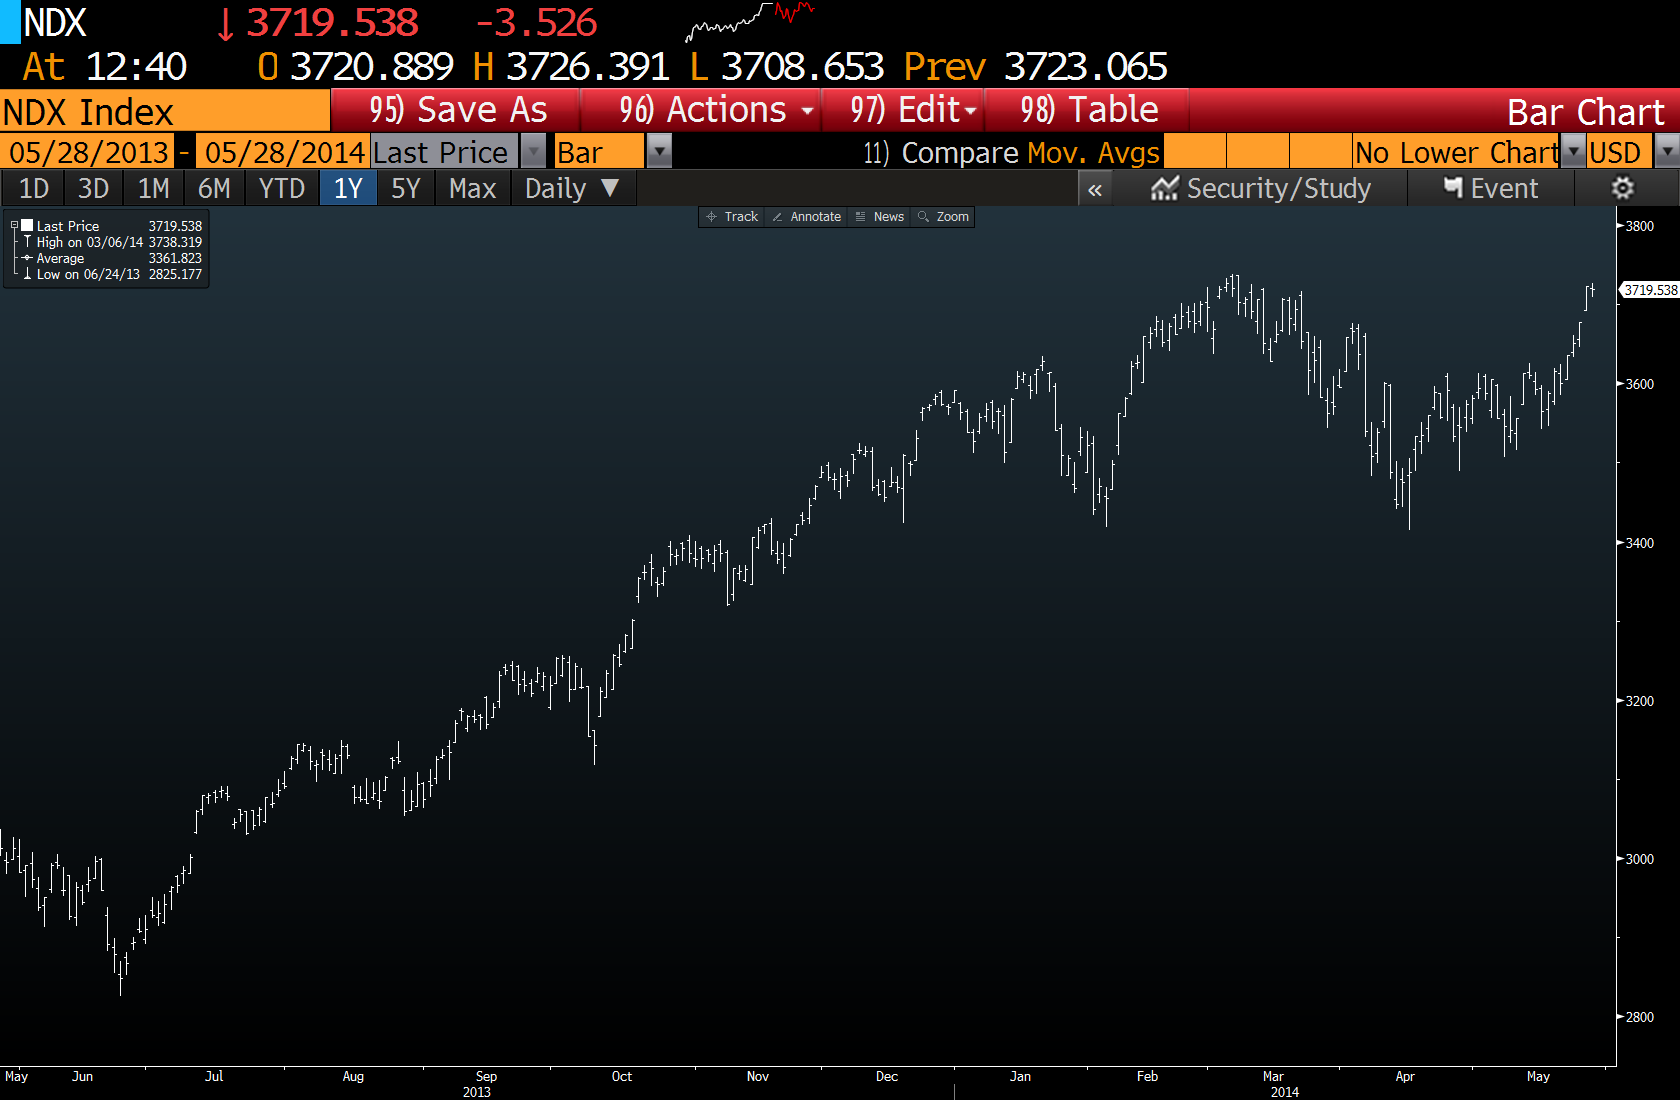 NDX ↓ 3719.538 -3.526
At 12:40 O 3720.889 H 3726.391 L 3708.653 Prev 3723.065
NDX Index 95) Save As 96) Actions 97) Edit 98) Table Bar Chart
05/28/2013 - 05/28/2014 Last Price Bar 11) Compare Mov. Avgs No Lower Chart USD
1D 3D 1M 6M YTD 1Y 5Y Max Daily ▼ « Security/Study Event
Track Annotate News Zoom
Last Price 3719.538
High on 03/06/14 3738.319
Average 3361.823
Low on 06/24/13 2825.177
3800
3719.538
3600
3400
3200
3000
2800
May Jun Jul Aug Sep Oct Nov Dec Jan Feb Mar Apr May
2013 2014